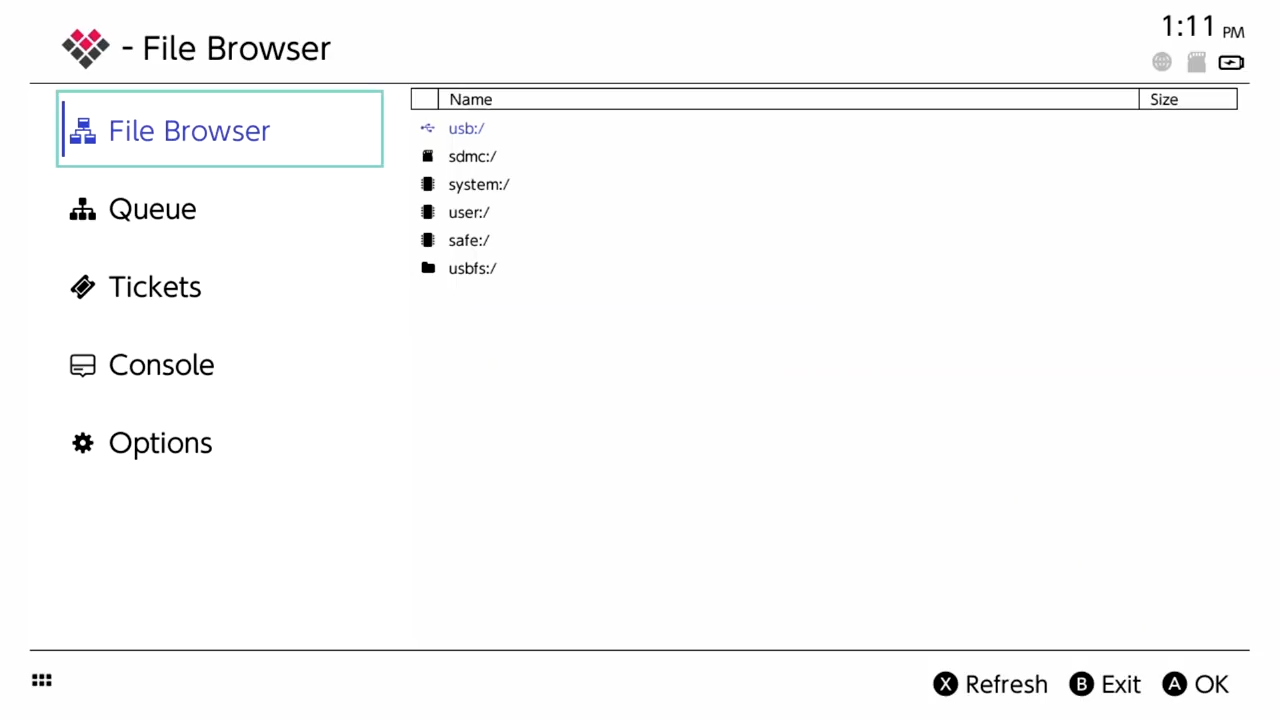 - File Browser
1:11 PM
File Browser
Queue
Tickets
Console
Options
Name Size
usb:/
sdmc:/
system:/
user:/
safe:/
usbfs:/
X Refresh B Exit A OK